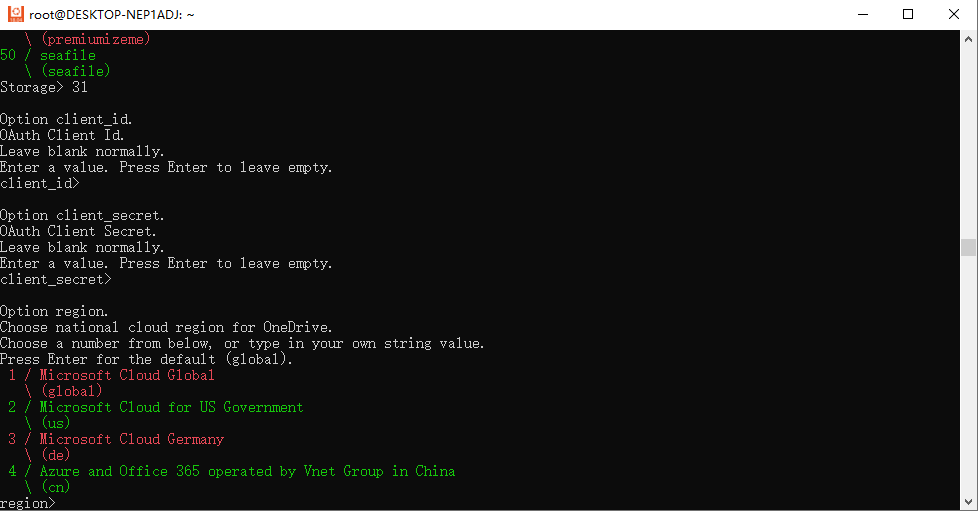 root@DESKTOP-NEP1ADJ: ~
\ (premiumizeme)
50 / seafile
\ (seafile)
Storage> 31
Option client_id.
OAuth Client Id.
Leave blank normally.
Enter a value. Press Enter to leave empty.
client_id>
Option client_secret.
OAuth Client Secret.
Leave blank normally.
Enter a value. Press Enter to leave empty.
client_secret>
Option region.
Choose national cloud region for OneDrive.
Choose a number from below, or type in your own string value.
Press Enter for the default (global).
1 / Microsoft Cloud Global
\ (global)
2 / Microsoft Cloud for US Government
\ (us)
3 / Microsoft Cloud Germany
\ (de)
4 / Azure and Office 365 operated by Vnet Group in China
\ (cn)
region>